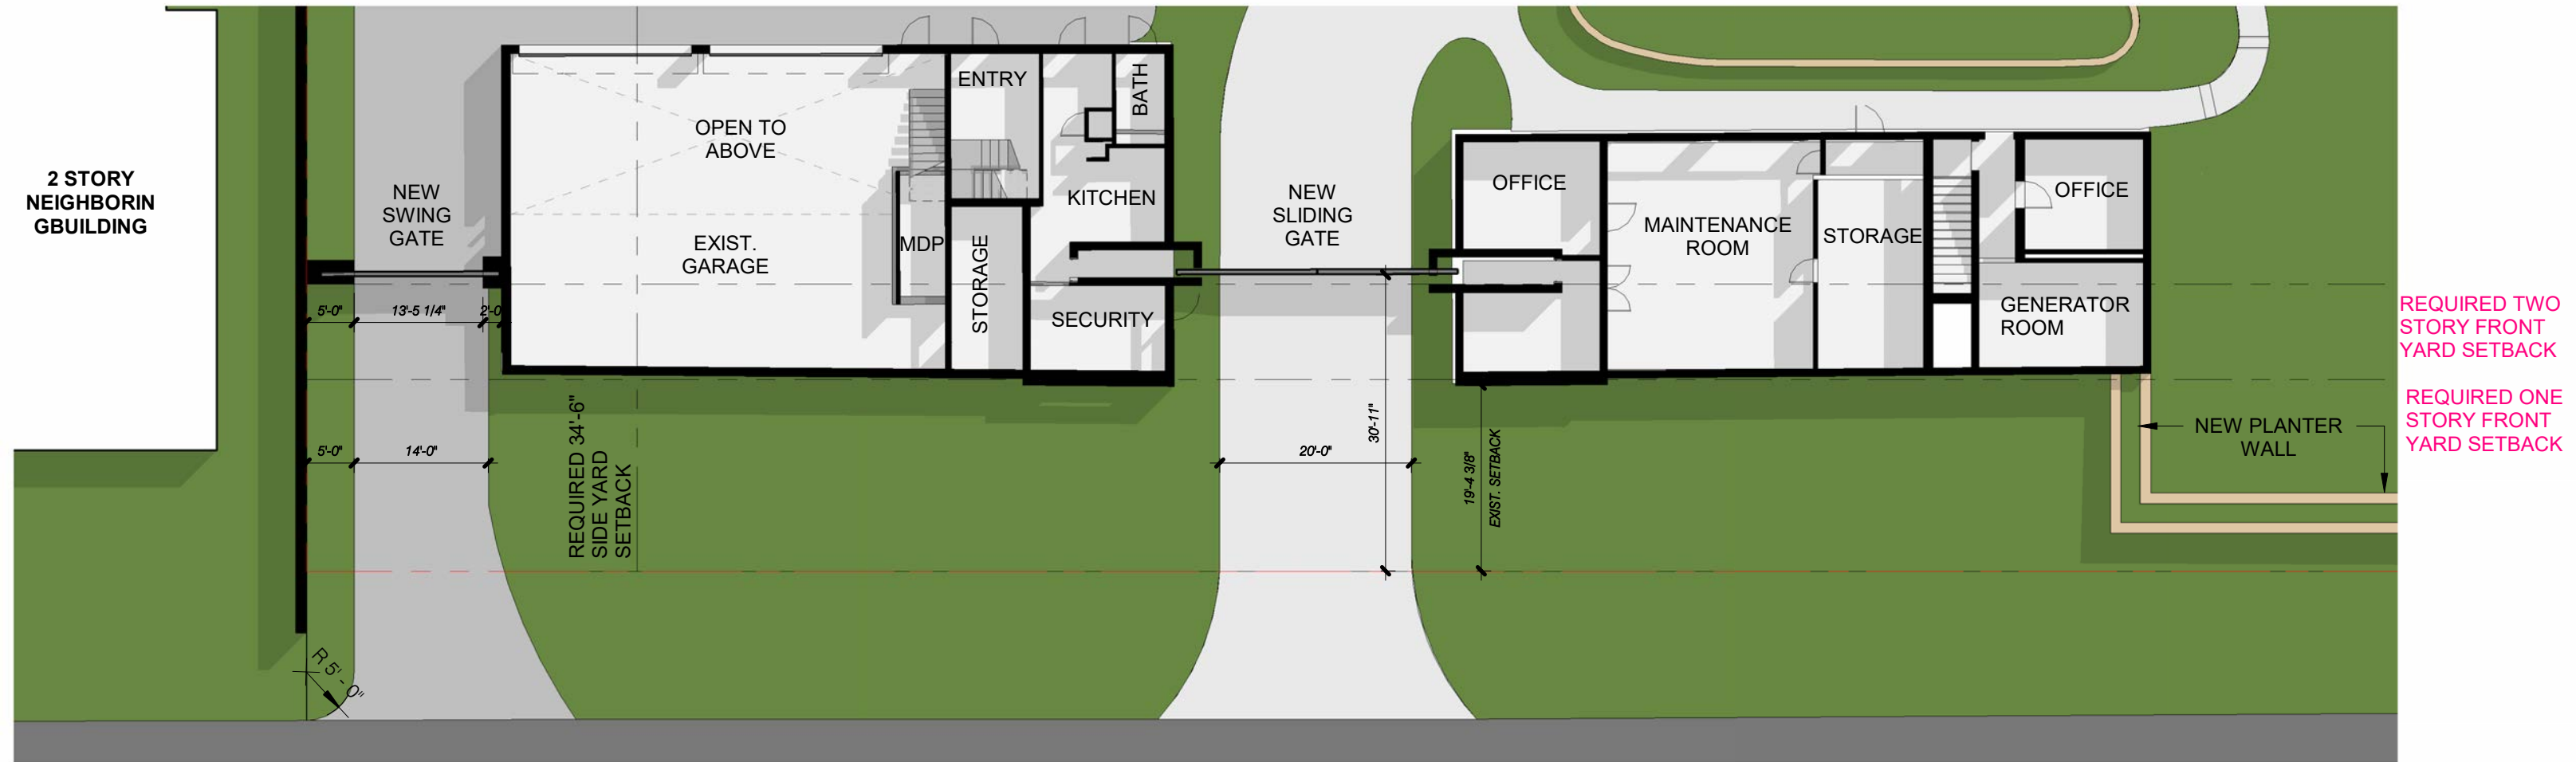 2 STORY
NEIGHBORIN
GBUILDING
NEW
SWING
GATE
OPEN TO
ABOVE
EXIST.
GARAGE
MDP
ENTRY
BATH
KITCHEN
STORAGE
SECURITY
NEW
SLIDING
GATE
OFFICE
MAINTENANCE
ROOM
STORAGE
OFFICE
GENERATOR
ROOM
REQUIRED TWO
STORY FRONT
YARD SETBACK
REQUIRED ONE
STORY FRONT
YARD SETBACK
NEW PLANTER
WALL
5'-0"
13'-5 1/4"
2'-0
5'-0"
14'-0"
REQUIRED 34'-6"
SIDE YARD
SETBACK
20'-0"
30'-11"
19'-4 3/8"
EXIST. SETBACK
R 5' - 0"